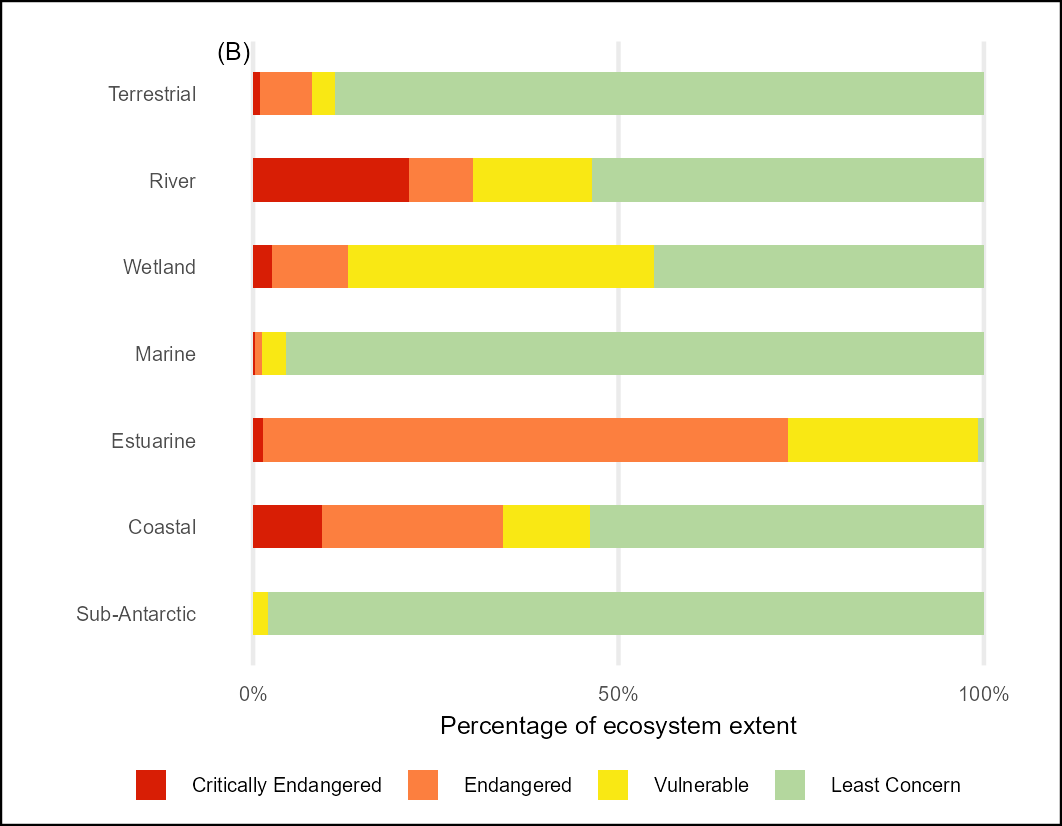 (B)
Terrestrial
River
Wetland
Marine
Estuarine
Coastal
Sub-Antarctic
0% 50% 100%
Percentage of ecosystem extent
Critically Endangered Endangered Vulnerable Least Concern